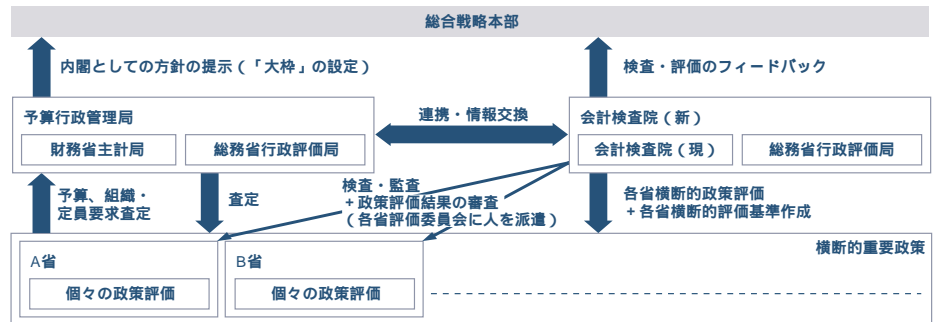 総合戦略本部
内閣としての方針の提示(「大枠」の設定)
検査・評価のフィードバック
予算行政管理局
財務省主計局
総務省行政評価局
連携・情報交換
会計検査院(新)
会計検査院(現)
総務省行政評価局
予算、組織・
定員要求査定
査定
検査・監査
+政策評価結果の審査
(各省評価委員会に人を派遣)
各省横断的政策評価
+各省横断的評価基準作成
横断的重要政策
A省
個々の政策評価
B省
個々の政策評価